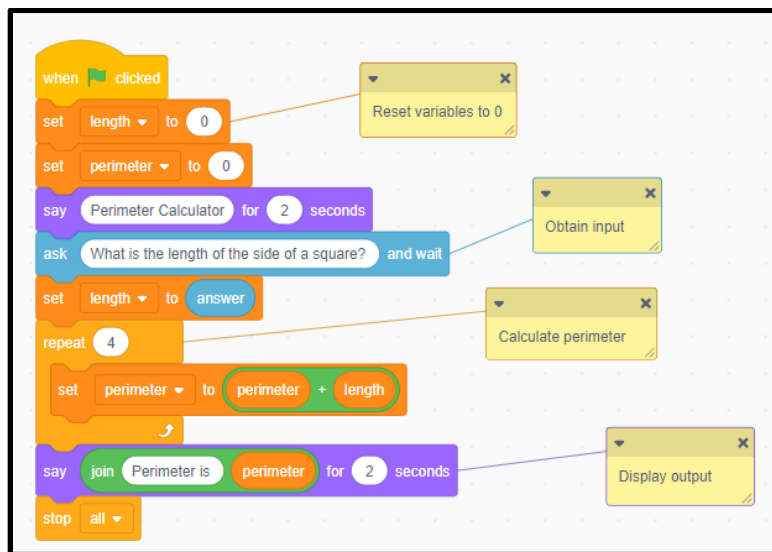 when clicked
set length to 0
Reset variables to 0
set perimeter to 0
say Perimeter Calculator for 2 seconds
ask What is the length of the side of a square? and wait
Obtain input
set length to answer
repeat 4
Calculate perimeter
set perimeter to perimeter + length
say join Perimeter is perimeter for 2 seconds
Display output
stop all